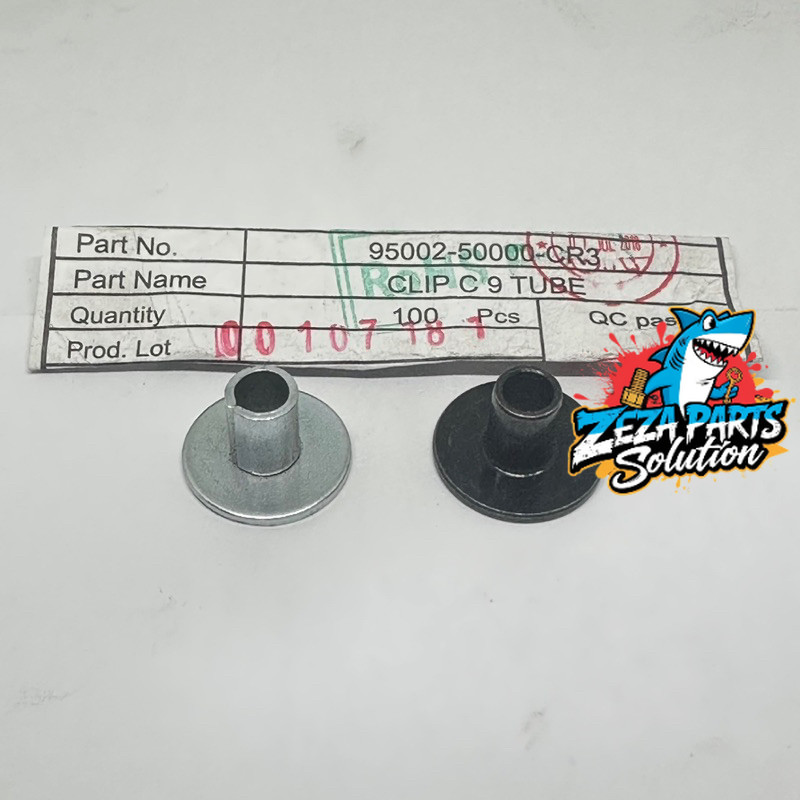 Part No. 95002-50000-CR3
Part Name CLIP C 9 TUBE
Quantity 100 Pcs QC pas
Prod. Lot 00107 18 1
RoHS
JUL 2018
ZEZA PARTS
Solution